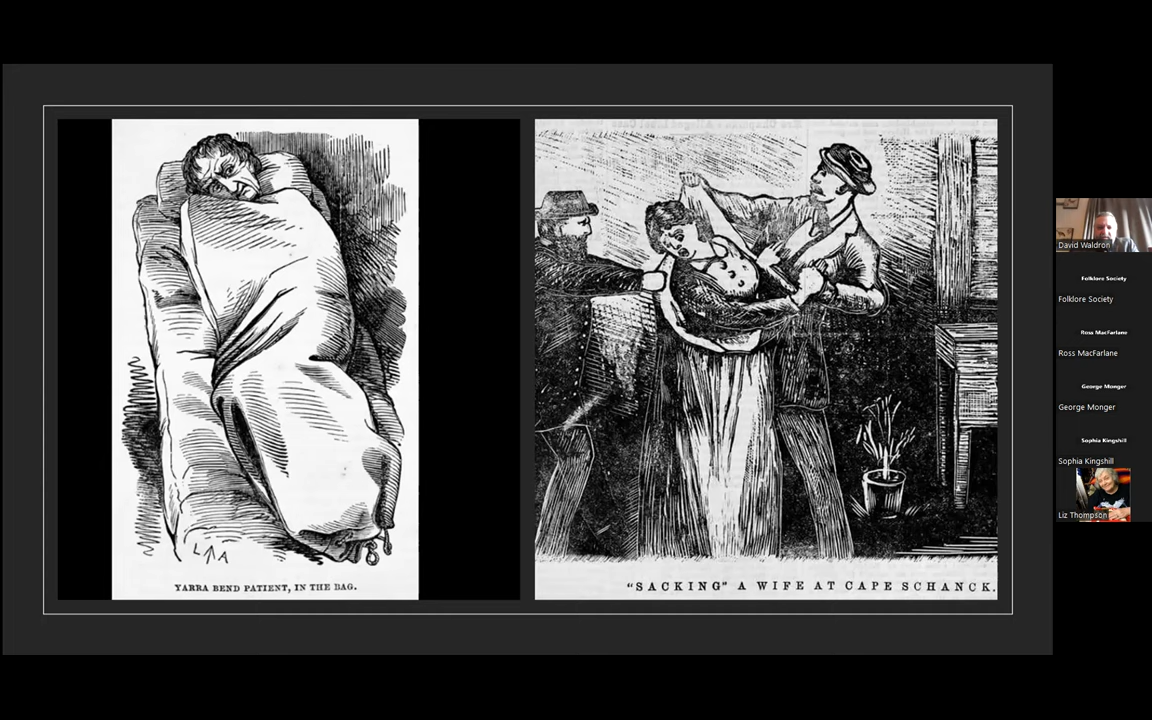 YARRA BEND PATIENT, IN THE BAG.
L A
"SACKING" A WIFE AT CAPE SCHANCK.
David Waldron
Folklore Society
Folklore Society
Ross MacFarlane
Ross MacFarlane
George Monger
George Monger
Sophia Kingshill
Sophia Kingshill
Liz Thompson